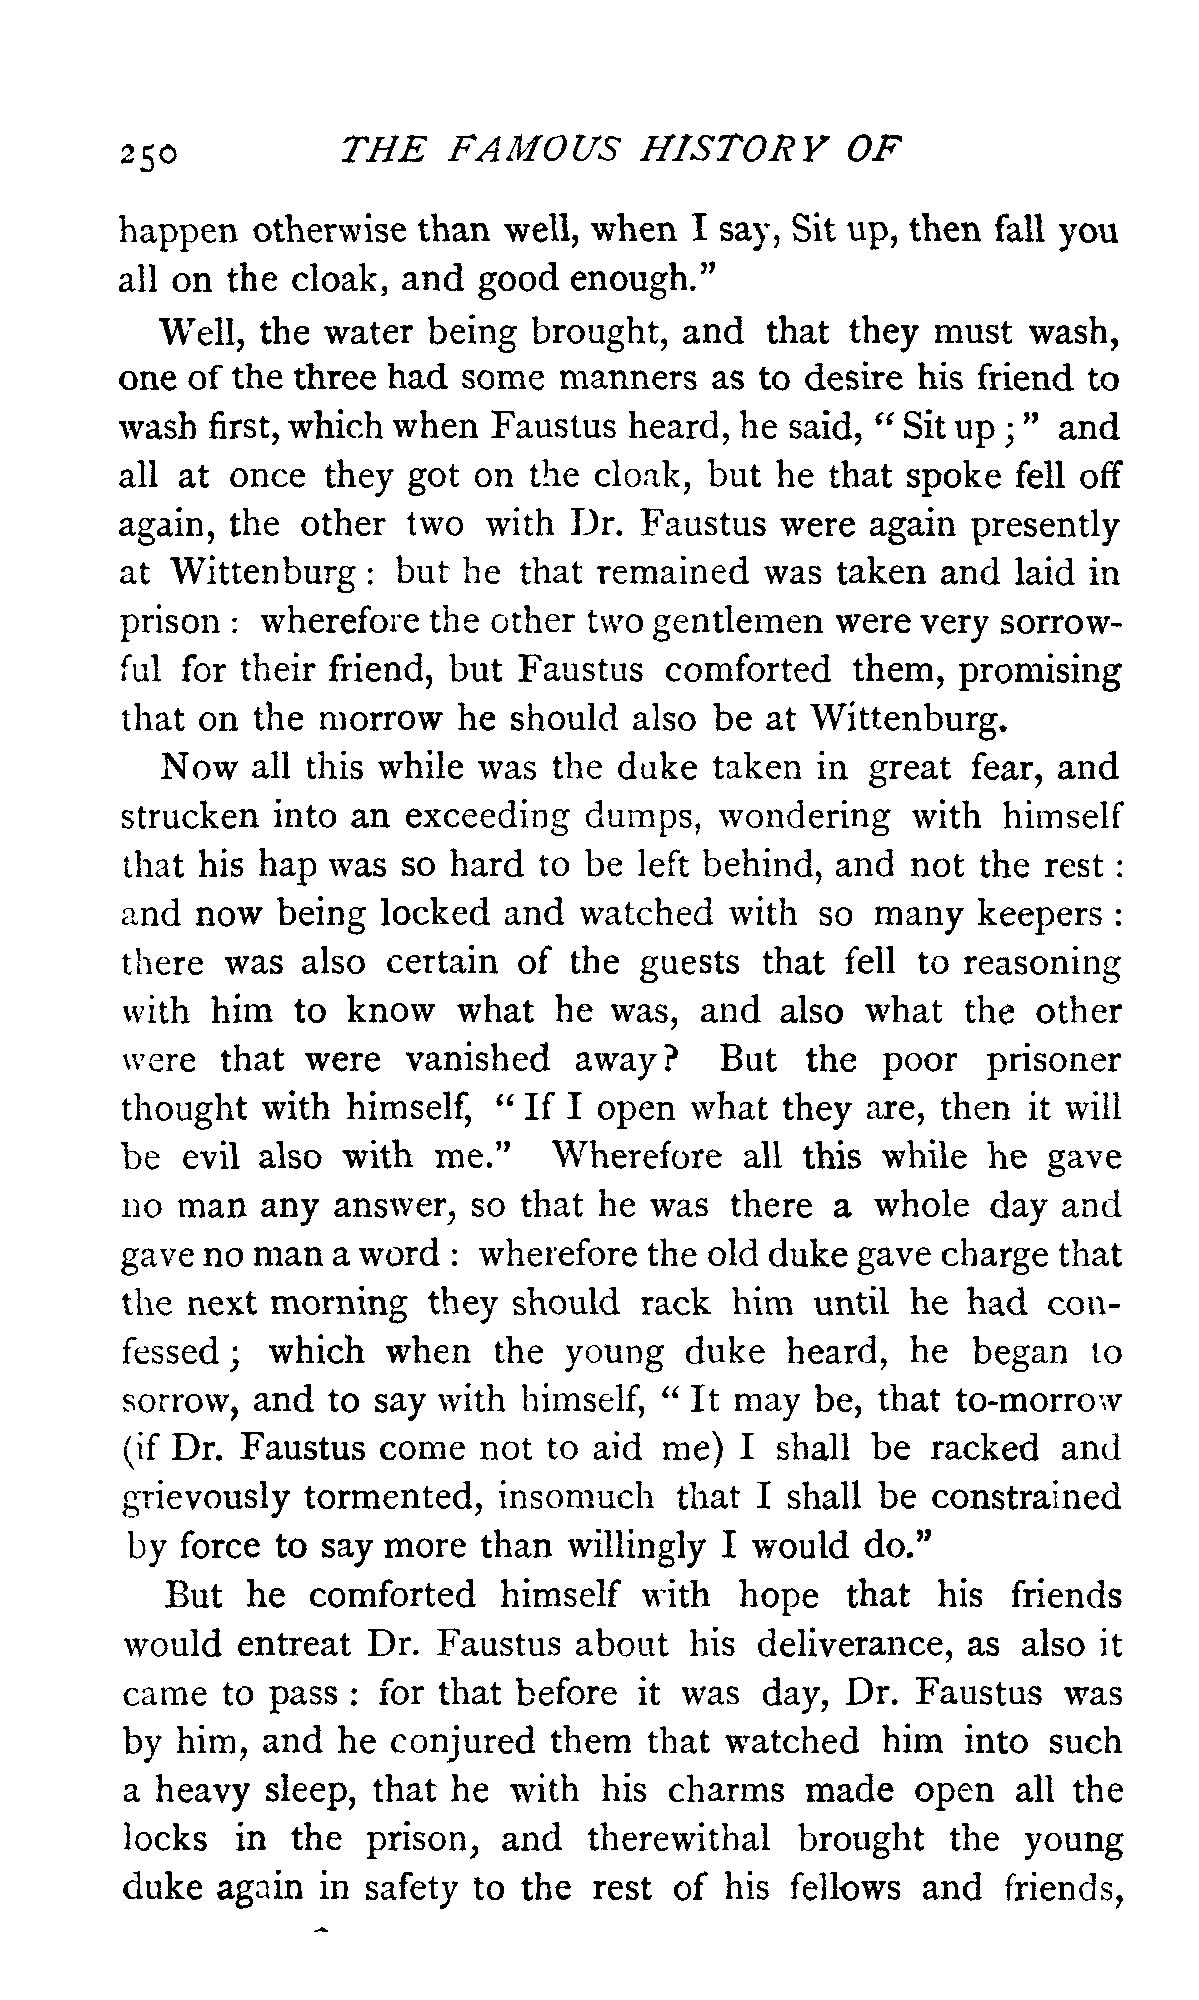 250 THE FAMOUS HISTORY OF
happen otherwise than well, when I say, Sit up, then fall you
all on the cloak, and good enough."
Well, the water being brought, and that they must wash,
one of the three had some manners as to desire his friend to
wash first, which when Faustus heard, he said, " Sit up ; " and
all at once they got on the cloak, but he that spoke fell off
again, the other two with Dr. Faustus were again presently
at Wittenburg : but he that remained was taken and laid in
prison : wherefore the other two gentlemen were very sorrow-
ful for their friend, but Faustus comforted them, promising
that on the morrow he should also be at Wittenburg.
Now all this while was the duke taken in great fear, and
strucken into an exceeding dumps, wondering with himself
that his hap was so hard to be left behind, and not the rest :
and now being locked and watched with so many keepers :
there was also certain of the guests that fell to reasoning
with him to know what he was, and also what the other
were that were vanished away? But the poor prisoner
thought with himself, " If I open what they are, then it will
be evil also with me." Wherefore all this while he gave
no man any answer, so that he was there a whole day and
gave no man a word : wherefore the old duke gave charge that
the next morning they should rack him until he had con-
fessed ; which when the young duke heard, he began to
sorrow, and to say with himself, " It may be, that to-morrow
(if Dr. Faustus come not to aid me) I shall be racked and
grievously tormented, insomuch that I shall be constrained
by force to say more than willingly I would do."
But he comforted himself with hope that his friends
would entreat Dr. Faustus about his deliverance, as also it
came to pass : for that before it was day, Dr. Faustus was
by him, and he conjured them that watched him into such
a heavy sleep, that he with his charms made open all the
locks in the prison, and therewithal brought the young
duke again in safety to the rest of his fellows and friends,